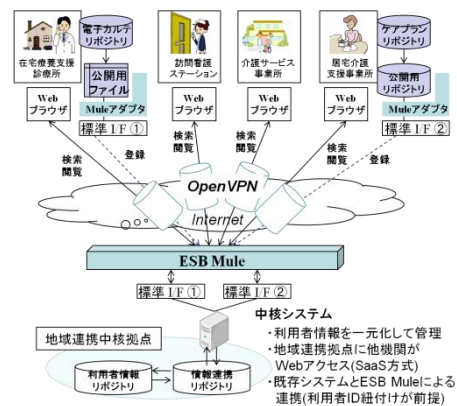 電子カルテ
リポジトリ
在宅療養支援
診療所
公開用
ファイル
Muleアダプタ
Web
ブラウザ
標準 I/F ①
訪問看護
ステーション
Web
ブラウザ
介護サービス
事業所
Web
ブラウザ
居宅介護
支援事業所
Web
ブラウザ
ケアプラン
リポジトリ
公開用
リポジトリ
Muleアダプタ
標準 I/F ②
検索
閲覧
登録
検索
閲覧
検索
閲覧
検索
閲覧
登録
OpenVPN
Internet
ESB Mule
標準 I/F ①
標準 I/F ②
地域連携中核拠点
利用者情報
リポジトリ
情報連携
リポジトリ
中核システム
・利用者情報を一元化して管理
・地域連携拠点に他機関が
Webアクセス(SaaS方式)
・既存システムとESB Muleによる
連携(利用者ID紐付けが前提)